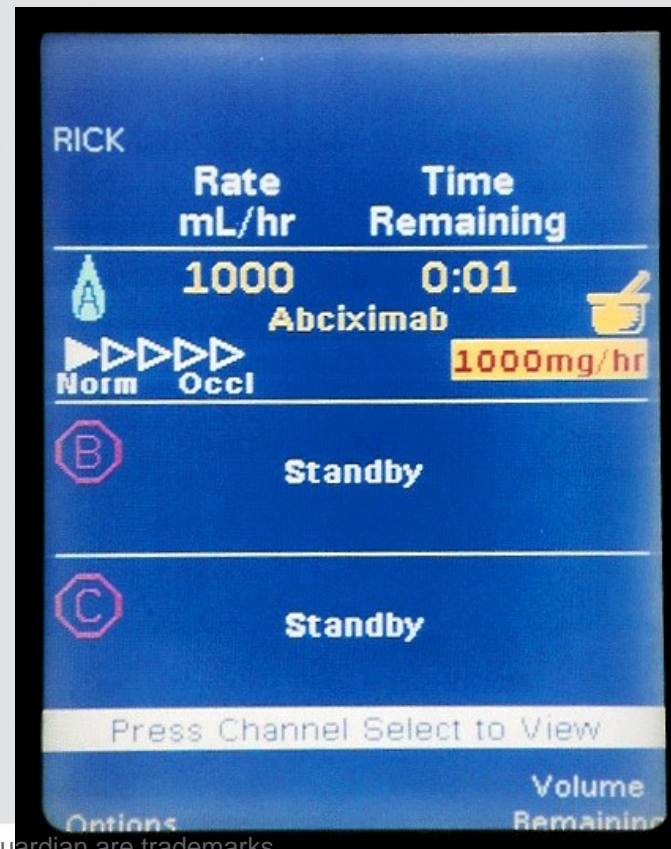 RICK
Rate Time
mL/hr Remaining
A 1000 0:01
Abciximab
1000mg/hr
Norm Occl
B Standby
C Standby
Press Channel Select to View
Volume
Options Remaining
uardian are trademarks